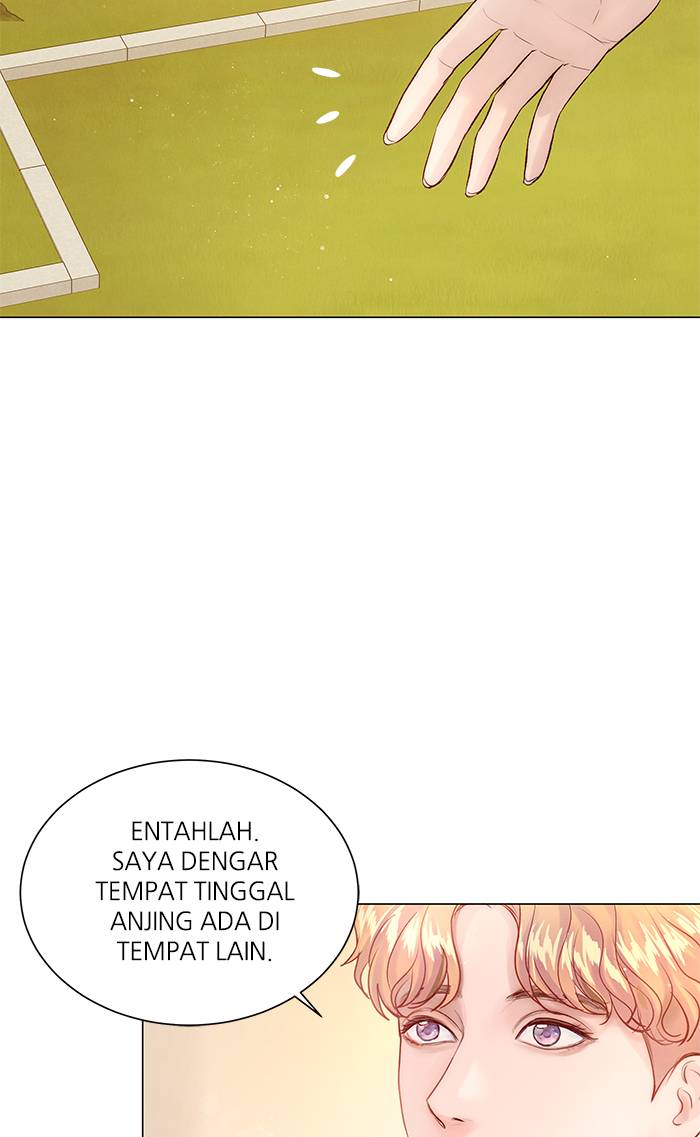 ENTAHLAH.
SAYA DENGAR
TEMPAT TINGGAL
ANJING ADA DI
TEMPAT LAIN.